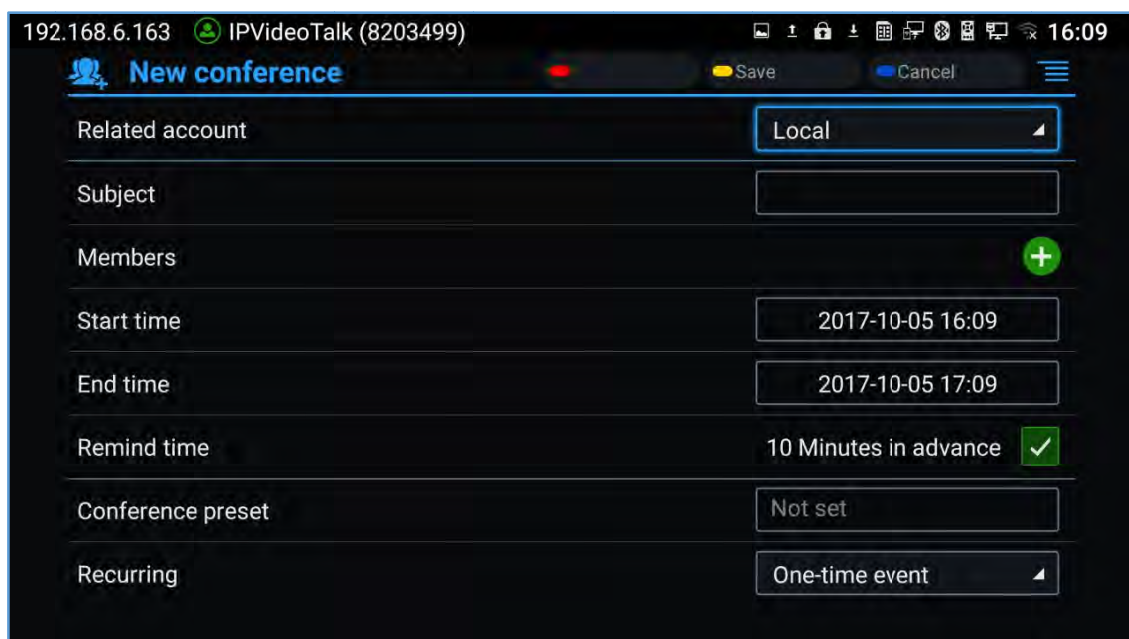 192.168.6.163 IPVideoTalk (8203499) 16:09
New conference Save Cancel
Related account Local
Subject
Members
Start time 2017-10-05 16:09
End time 2017-10-05 17:09
Remind time 10 Minutes in advance
Conference preset Not set
Recurring One-time event